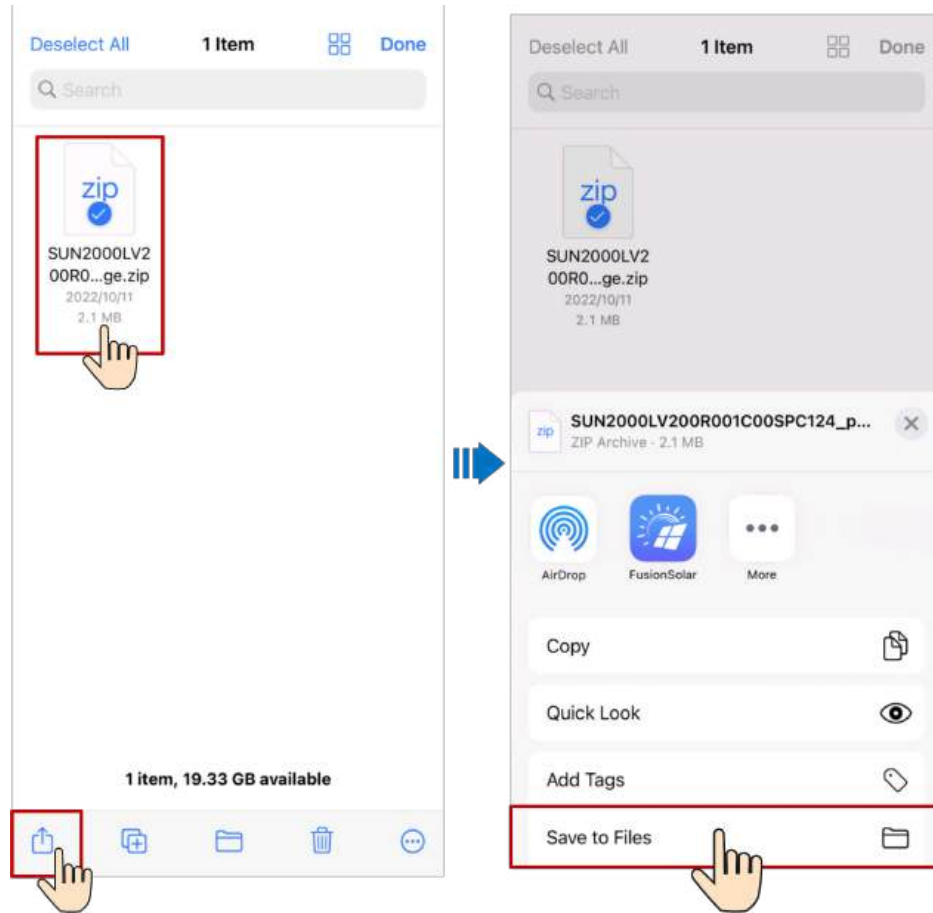 Deselect All 1 Item Done
Search
zip
SUN2000LV2
00R0...ge.zip
2022/10/11
2.1 MB
1 item, 19.33 GB available
Deselect All 1 Item Done
Search
zip
SUN2000LV2
00R0...ge.zip
2022/10/11
2.1 MB
zip
SUN2000LV200R001C00SPC124_p...
ZIP Archive · 2.1 MB
AirDrop FusionSolar More
Copy
Quick Look
Add Tags
Save to Files